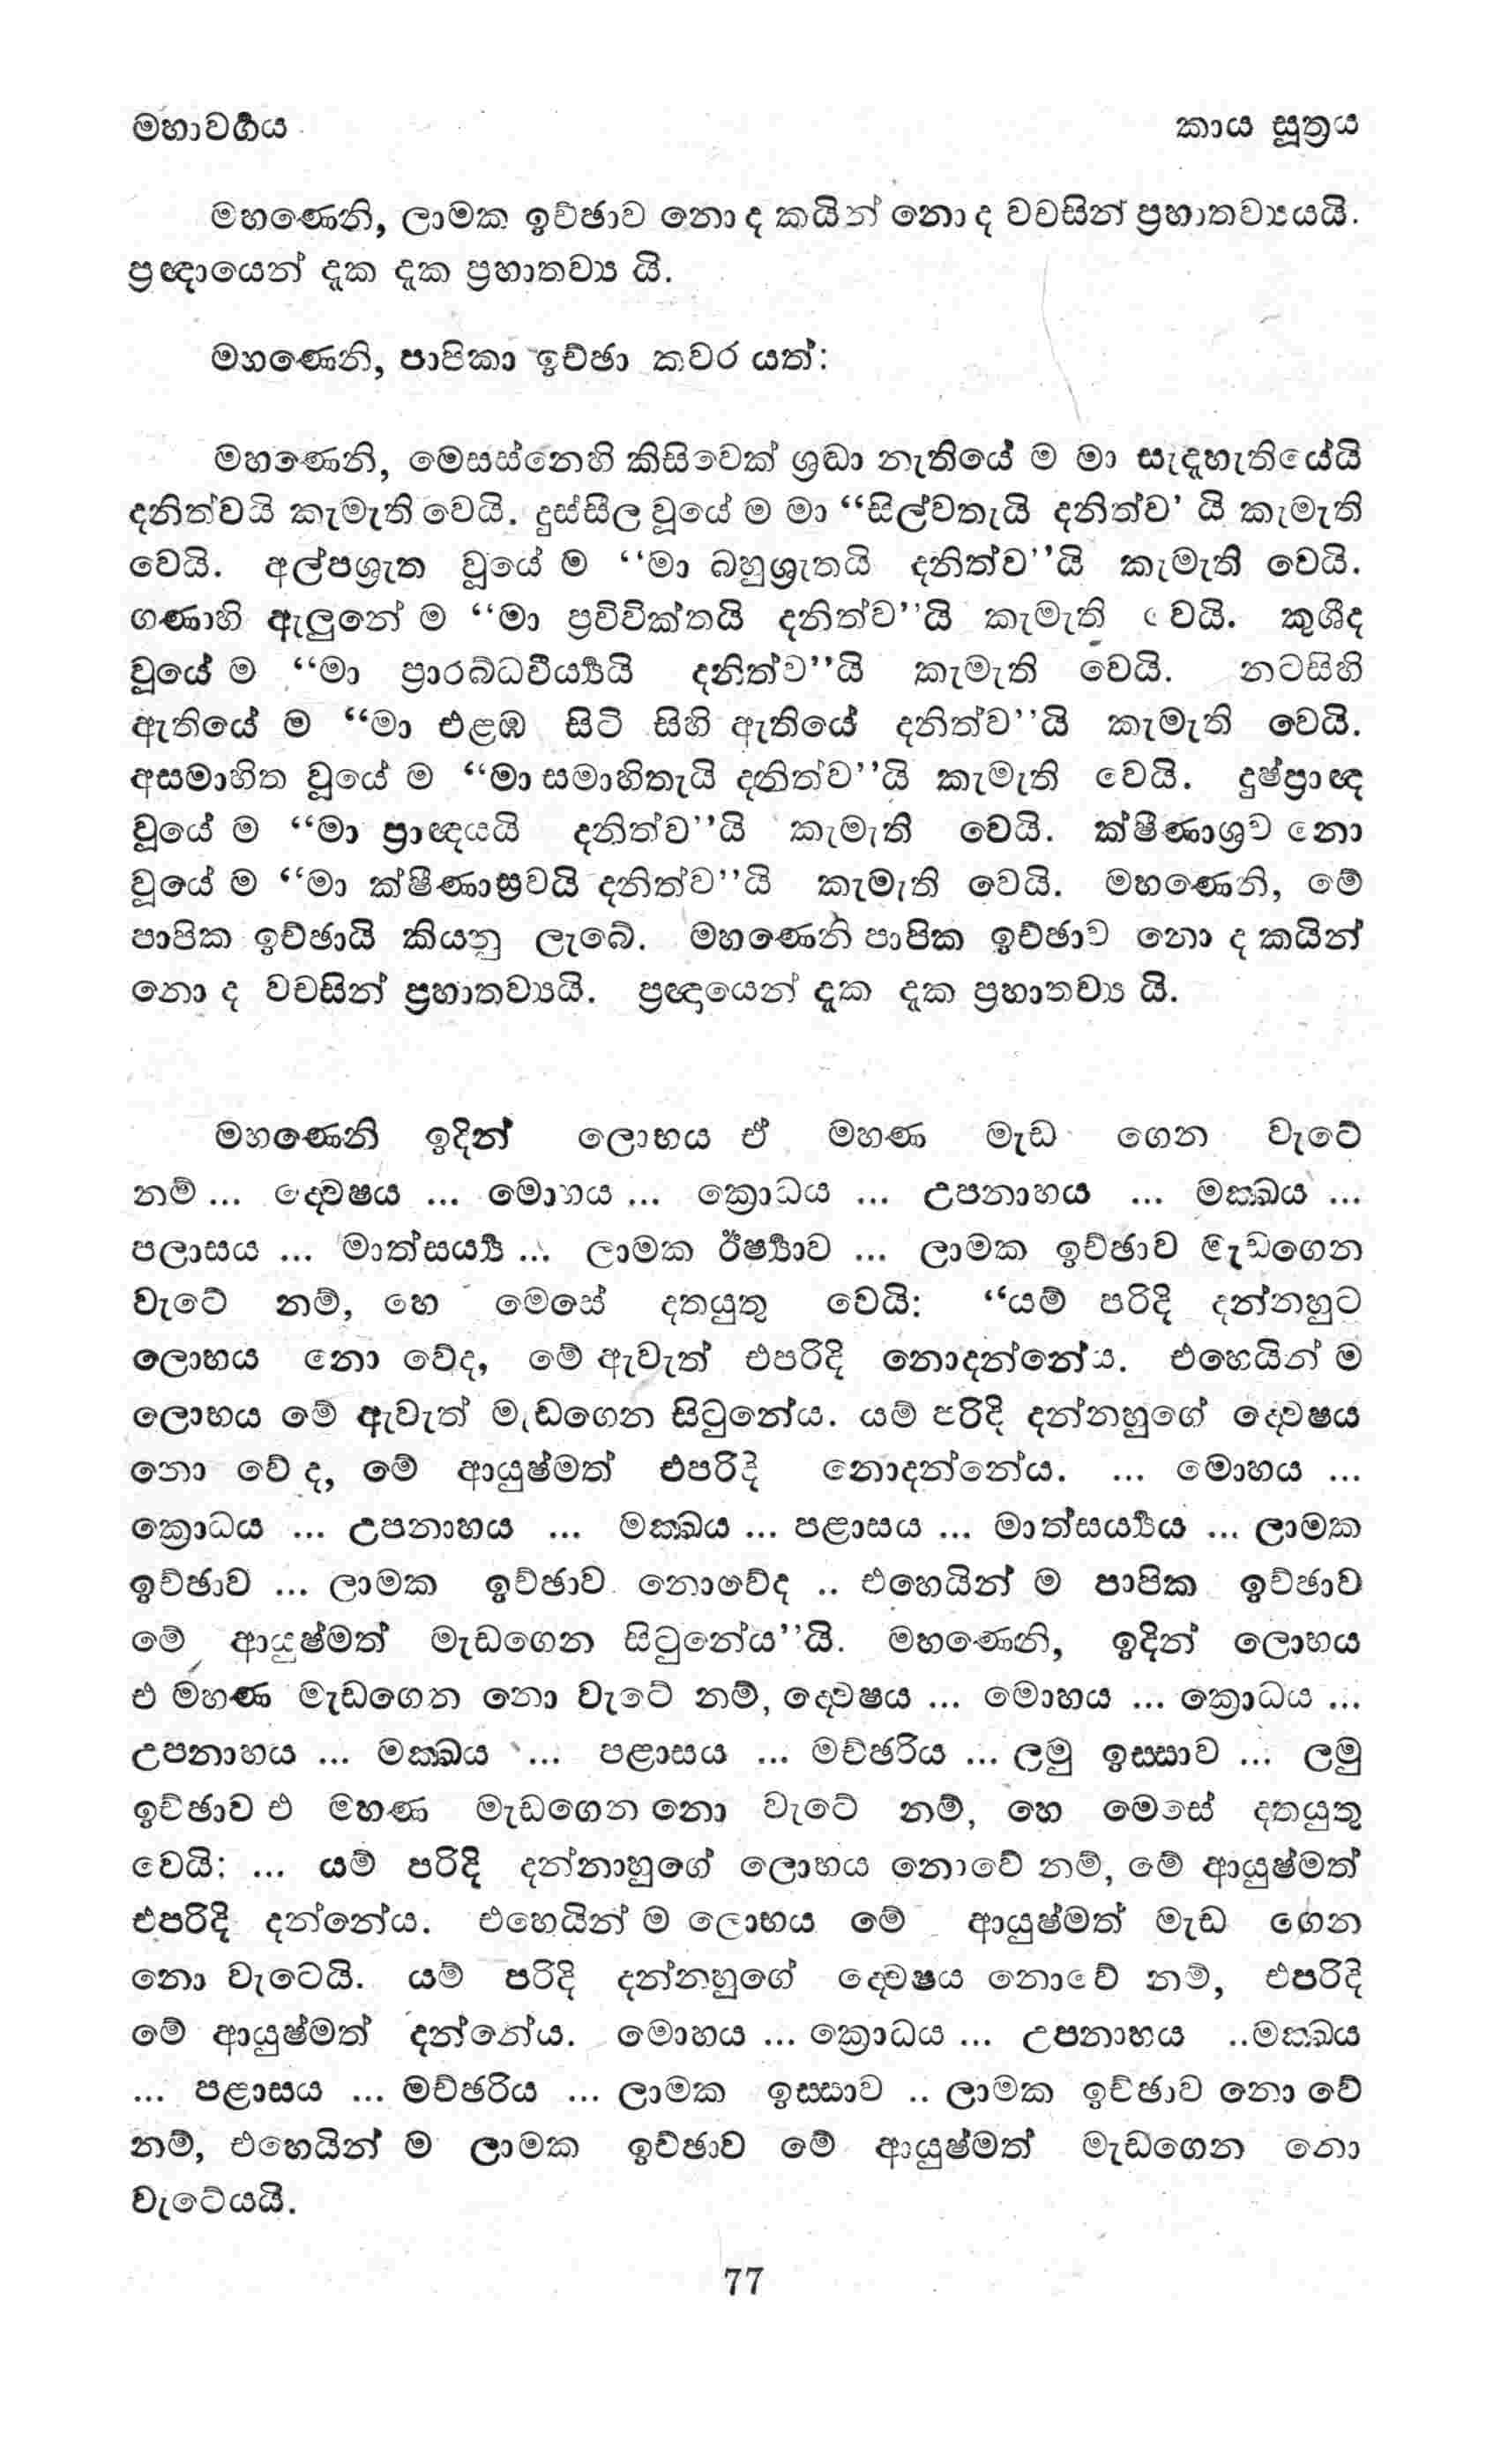 මහාවර්‍ගය
කාය සූත්‍රය
මහණෙනි, ලාමක ඉච්ඡාව නො ද කයින් නො ද වචසින් ප්‍රහාතව්‍යයයි.
ප්‍රඥායෙන් දැක දැක ප්‍රහාතව්‍ය යි.
මහණෙනි, පාපිකා ඉච්ඡා කවර යත්:
මහණෙනි, මෙසස්නෙහි කිසිවෙක් ශ්‍රද්‍ධා නැතියේ ම මා සැදැහැතියේයි
දනිත්වයි කැමැති වෙයි. දුස්සීල වූයේ ම මා “සිල්වතැයි දනිත්ව’ යි කැමැති
වෙයි. අල්පශ්‍රැත වූයේ ම “මා බහුශ්‍රැතයි දනිත්ව”යි කැමැති වෙයි.
ගණාහි ඇලුනේ ම “මා ප්‍රවිවික්තයි දනිත්ව”යි කැමැති වෙයි. කුශීද
වූයේ ම “මා ප්‍රාරබ්ධවීර්‍ය්‍යයි දනිත්ව”යි කැමැති වෙයි. නටසිහි
ඇතියේ ම “මා එළඹ සිටි සිහි ඇතියේ දනිත්ව”යි කැමැති වෙයි.
අසමාහිත වූයේ ම “මා සමාහිතැයි දනිත්ව”යි කැමැති වෙයි. දුෂ්ප්‍රාඥ
වූයේ ම “මා ප්‍රාඥයයි දනිත්ව”යි කැමැති වෙයි. ක්ෂීණාශ්‍රව නො
වූයේ ම “මා ක්ෂීණාස්‍රවයි දනිත්ව”යි කැමැති වෙයි. මහණෙනි, මේ
පාපික ඉච්ඡායි කියනු ලැබේ. මහණෙනි පාපික ඉච්ඡාව නො ද කයින්
නො ද වචසින් ප්‍රහාතව්‍යයි. ප්‍රඥායෙන් දැක දැක ප්‍රහාතව්‍ය යි.
මහණෙනි ඉදින් ලොභය ඒ මහණ මැඩ ගෙන වැටේ
නම් ... ද්‍වෙෂය ... මොහය ... ක්‍රොධය ... උපනාහය ... මක්‍ඛය ...
පලාසය ... මාත්සර්‍ය්‍ය ... ලාමක ඊර්‍ෂ්‍යාව ... ලාමක ඉච්ඡාව මැඩගෙන
වැටේ නම්, හෙ මෙසේ දතයුතු වෙයි: “යම් පරිදි දන්නහුට
ලොභය නො වේද, මේ ඇවැත් එපරිදි නොදන්නේය. එහෙයින් ම
ලොභය මේ ඇවැත් මැඩගෙන සිටුනේය. යම් පරිදි දන්නහුගේ ද්‍වෙෂය
නො වේ ද, මේ ආයුෂ්මත් එපරිදි නොදන්නේය. ... මොහය ...
ක්‍රොධය ... උපනාහය ... මක්‍ඛය ... පළාසය ... මාත්සර්‍ය්‍යය ... ලාමක
ඉච්ඡාව ... ලාමක ඉච්ඡාව නොවේද .. එහෙයින් ම පාපික ඉච්ඡාව
මේ ආයුෂ්මත් මැඩගෙන සිටුනේය”යි. මහණෙනි, ඉදින් ලොභය
එ මහණ මැඩගෙන නො වැටේ නම්, ද්‍වෙෂය ... මොහය ... ක්‍රොධය ...
උපනාහය ... මක්‍ඛය ... පළාසය ... මච්ඡරිය ... ලමු ඉස්සාව ... ලමු
ඉච්ඡාව එ මහණ මැඩගෙන නො වැටේ නම්, හෙ මෙසේ දතයුතු
වෙයි: ... යම් පරිදි දන්නාහුගේ ලොභය නොවේ නම්, මේ ආයුෂ්මත්
එපරිදි දන්නේය. එහෙයින් ම ලොභය මේ ආයුෂ්මත් මැඩ ගෙන
නො වැටෙයි. යම් පරිදි දන්නහුගේ ද්‍වෙෂය නොවේ නම්, එපරිදි
මේ ආයුෂ්මත් දන්නේය. මොහය ... ක්‍රොධය ... උපනාහය ..මක්‍ඛය
... පළාසය ... මච්ඡරිය ... ලාමක ඉස්සාව .. ලාමක ඉච්ඡාව නො වේ
නම්, එහෙයින් ම ලාමක ඉච්ඡාව මේ ආයුෂ්මත් මැඩගෙන නො
වැටේයයි.
77